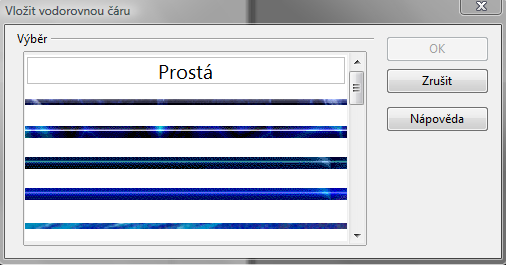 Vložit vodorovnou čáru
Výběr
Prostá
OK
Zrušit
Nápověda